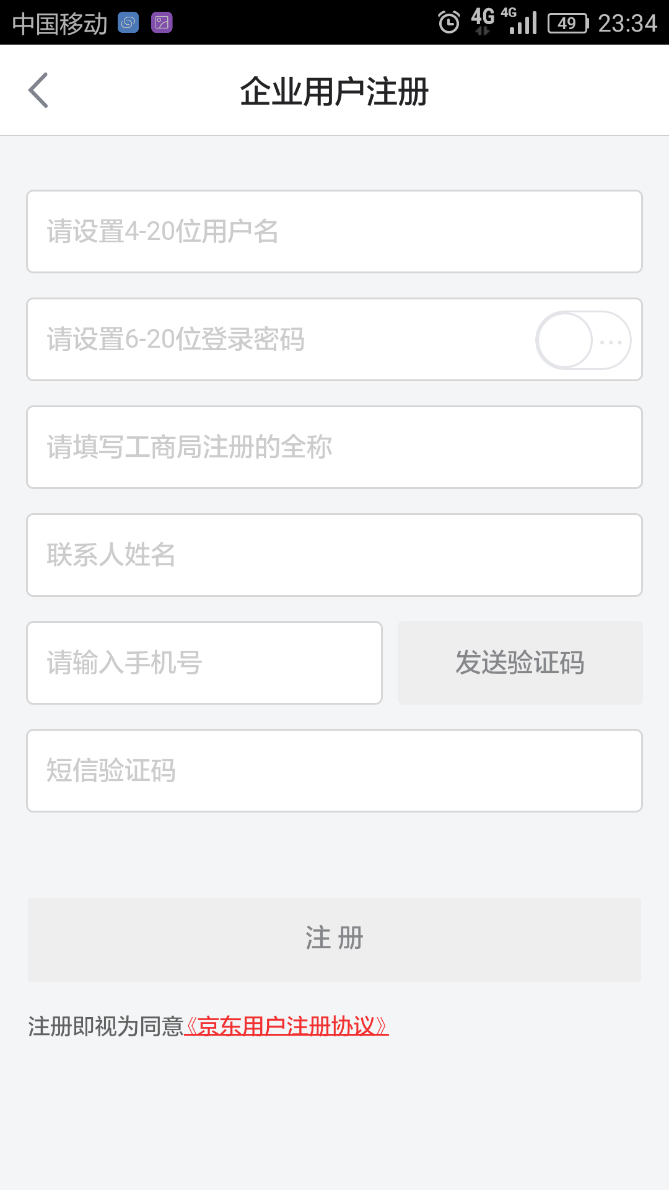 中国移动 4G 4G 49 23:34
企业用户注册
请设置4-20位用户名
请设置6-20位登录密码
请填写工商局注册的全称
联系人姓名
请输入手机号 发送验证码
短信验证码
注 册
注册即视为同意《京东用户注册协议》